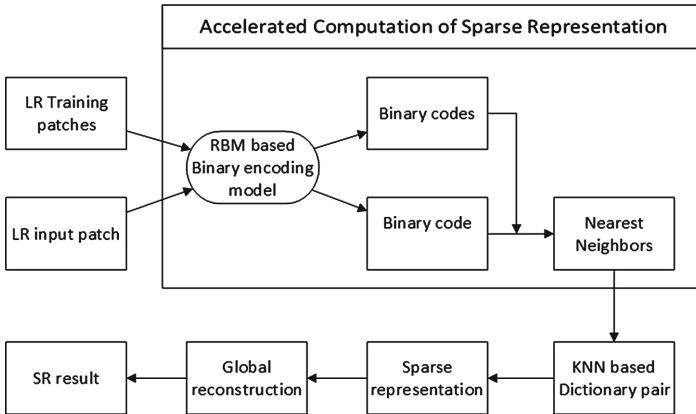 Accelerated Computation of Sparse Representation
LR Training
patches
RBM based
Binary encoding
model
Binary codes
LR input patch
Binary code
Nearest
Neighbors
SR result
Global
reconstruction
Sparse
representation
KNN based
Dictionary pair